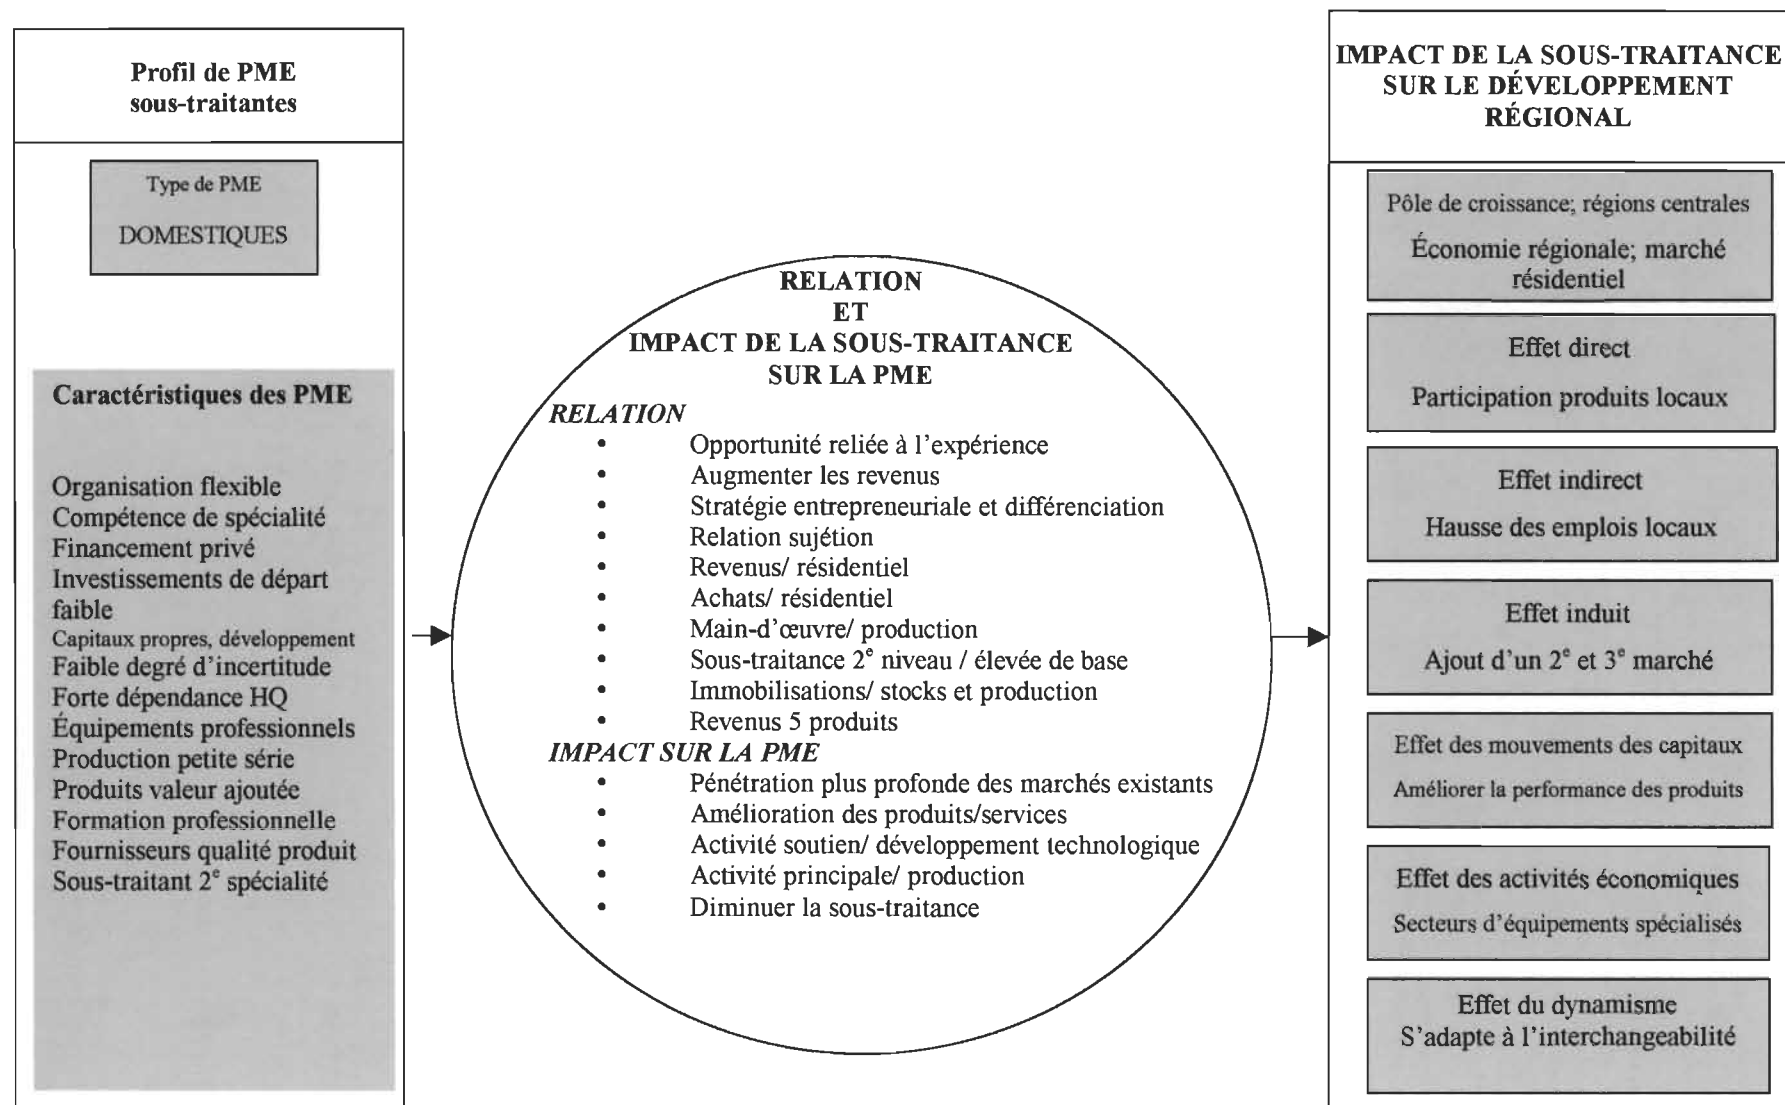 Profil de PME
sous-traitantes
Type de PME
DOMESTIQUES
Caractéristiques des PME
Organisation flexible
Compétence de spécialité
Financement privé
Investissements de départ
faible
Capitaux propres, développement
Faible degré d'incertitude
Forte dépendance HQ
Équipements professionnels
Production petite série
Produits valeur ajoutée
Formation professionnelle
Fournisseurs qualité produit
Sous-traitant 2e spécialité
RELATION
ET
IMPACT DE LA SOUS-TRAITANCE
SUR LA PME
RELATION
• Opportunité reliée à l'expérience
• Augmenter les revenus
• Stratégie entrepreneuriale et différenciation
• Relation sujétion
• Revenus/ résidentiel
• Achats/ résidentiel
• Main-d'œuvre/ production
• Sous-traitance 2e niveau / élevée de base
• Immobilisations/ stocks et production
• Revenus 5 produits
IMPACT SUR LA PME
• Pénétration plus profonde des marchés existants
• Amélioration des produits/services
• Activité soutien/ développement technologique
• Activité principale/ production
• Diminuer la sous-traitance
IMPACT DE LA SOUS-TRAITANCE
SUR LE DÉVELOPPEMENT
RÉGIONAL
Pôle de croissance; régions centrales
Économie régionale; marché
résidentiel
Effet direct
Participation produits locaux
Effet indirect
Hausse des emplois locaux
Effet induit
Ajout d'un 2e et 3e marché
Effet des mouvements des capitaux
Améliorer la performance des produits
Effet des activités économiques
Secteurs d'équipements spécialisés
Effet du dynamisme
S'adapte à l'interchangeabilité